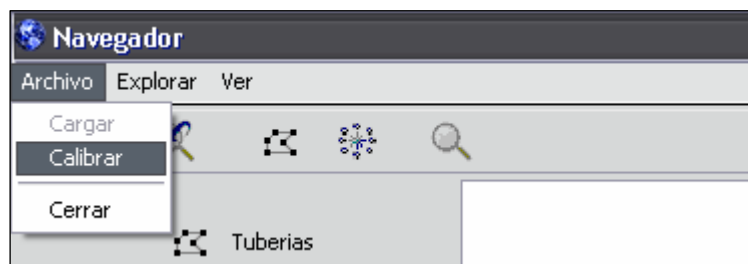 Navegador
Archivo Explorar Ver
Cargar
Calibrar
Cerrar
Tuberias